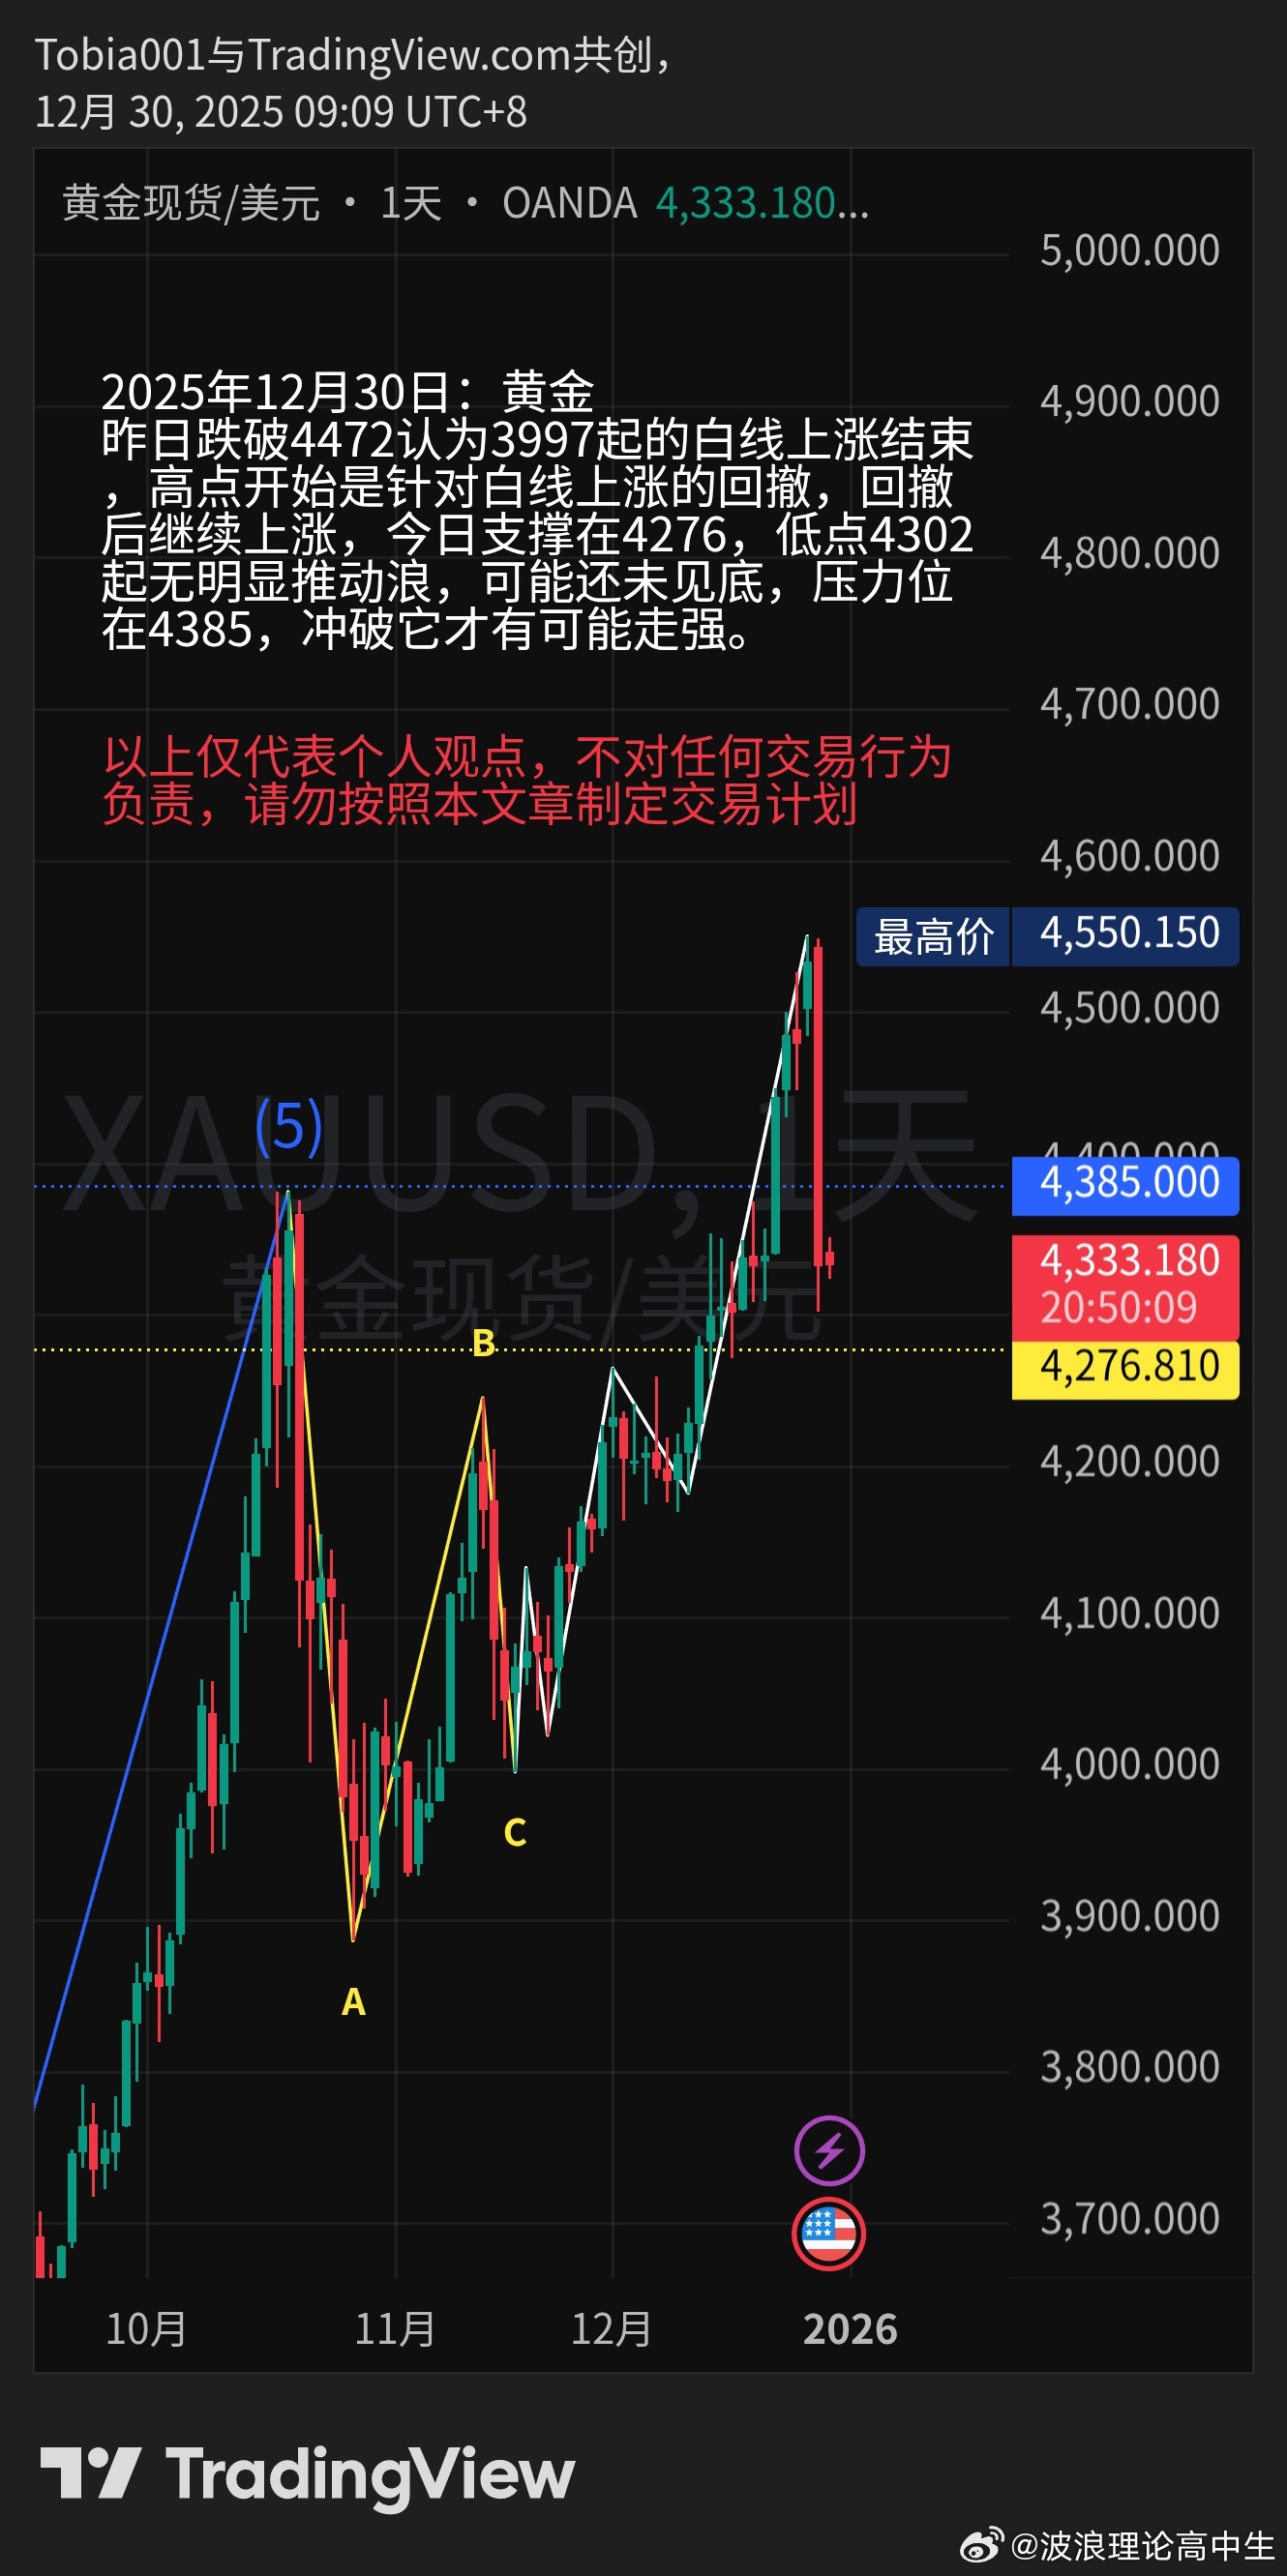 Tobia001与TradingView.com共创，
12月 30, 2025 09:09 UTC+8
黄金现货/美元 • 1天 • OANDA 4,333.180...
5,000.000
2025年12月30日：黄金
4,900.000
昨日跌破4472认为3997起的白线上涨结束
，高点开始是针对白线上涨的回撤，回撤
后继续上涨，今日支撑在4276，低点4302
4,800.000
起无明显推动浪，可能还未见底，压力位
在4385，冲破它才有可能走强。
4,700.000
以上仅代表个人观点，不对任何交易行为
负责，请勿按照本文章制定交易计划
4,600.000
最高价 4,550.150
4,500.000
XAUUSD, 1天
(5)
4,400.000
4,385.000
黄金现货/美元
4,333.180
20:50:09
B
4,276.810
4,200.000
4,100.000
4,000.000
C
3,900.000
A
3,800.000
3,700.000
10月 11月 12月 2026
TradingView
@波浪理论高中生